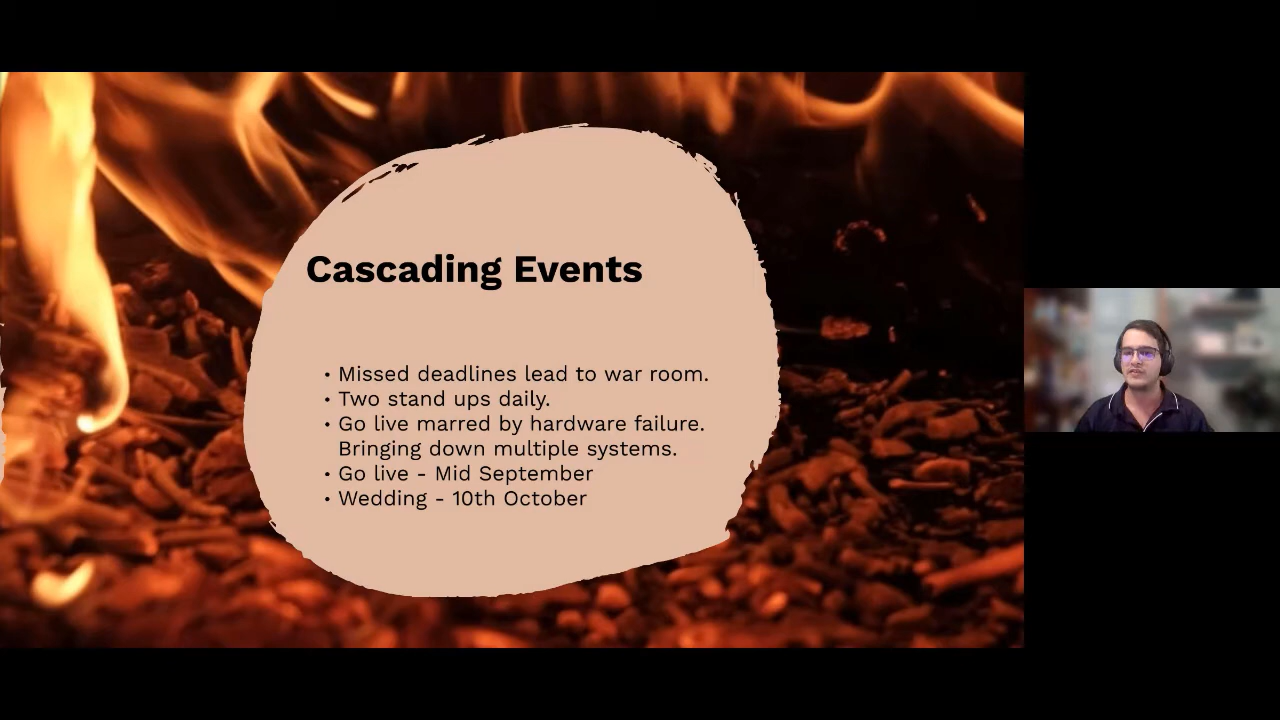 Cascading Events
• Missed deadlines lead to war room.
• Two stand ups daily.
• Go live marred by hardware failure.
Bringing down multiple systems.
• Go live - Mid September
• Wedding - 10th October